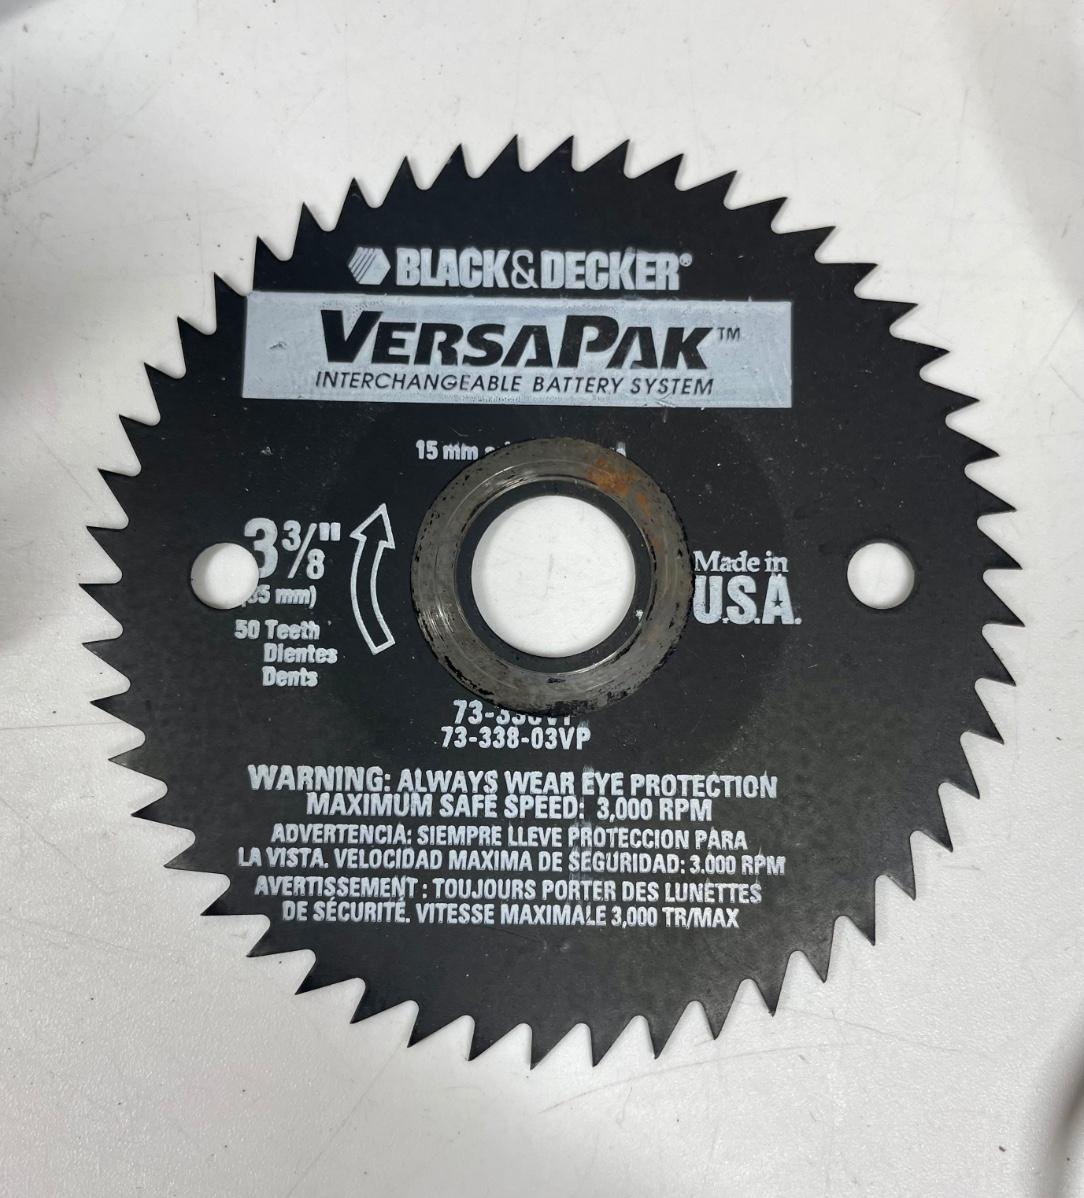 BLACK&DECKER®
VERSAPAK™
INTERCHANGEABLE BATTERY SYSTEM
15 mm
3 3/8"
mm)
50 Teeth
Dientes
Dents
Made in
U.S.A.
73-338-03VP
WARNING: ALWAYS WEAR EYE PROTECTION
MAXIMUM SAFE SPEED: 3,000 RPM
ADVERTENCIA: SIEMPRE LLEVE PROTECCION PARA
LA VISTA. VELOCIDAD MAXIMA DE SEGURIDAD: 3.000 RPM
AVERTISSEMENT : TOUJOURS PORTER DES LUNETTES
DE SÉCURITÉ. VITESSE MAXIMALE 3,000 TR/MAX